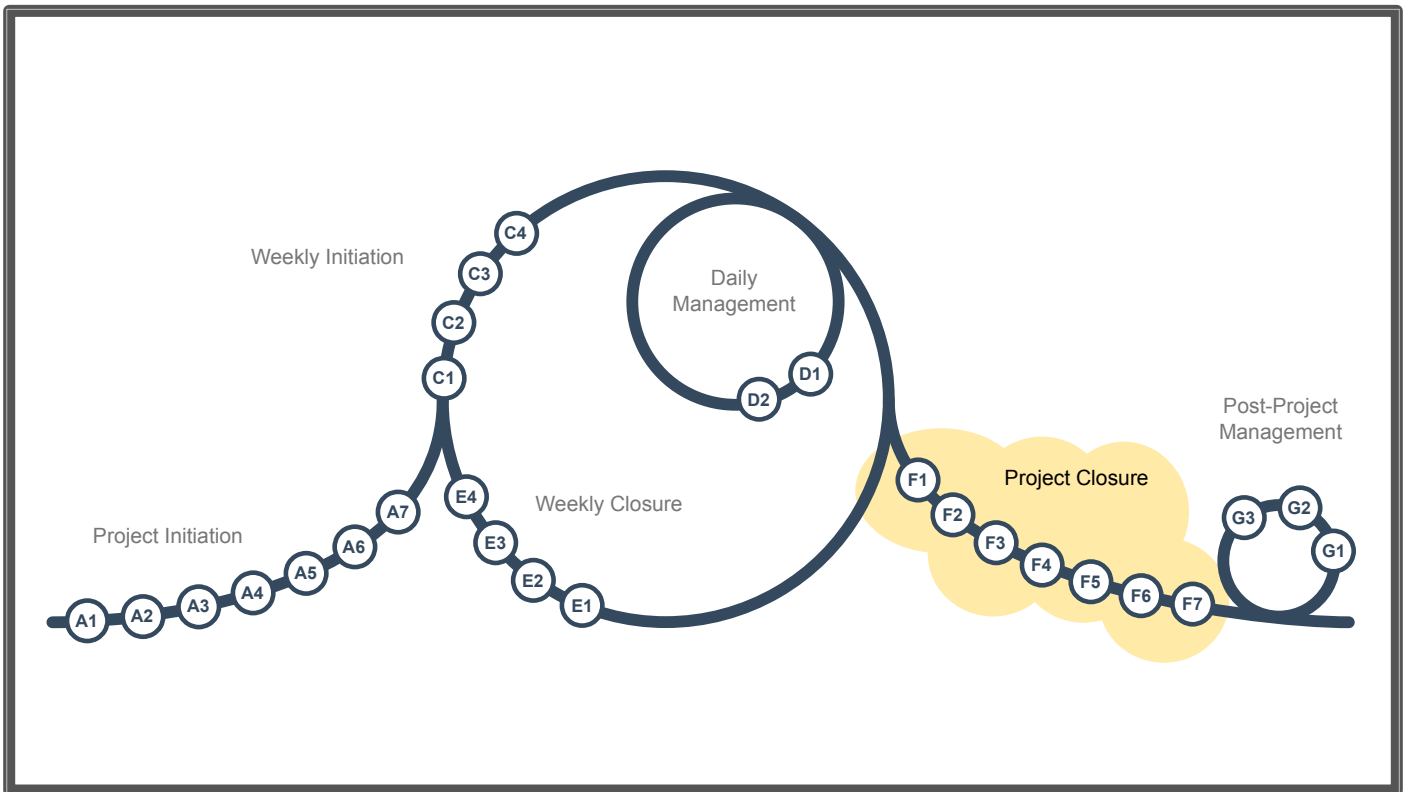 C4
Weekly Initiation
C3
Daily
Management
C2
C1
D1
D2
Post-Project
Management
Project Closure
F1
E4
Weekly Closure
A7
F2
G3
G2
G1
Project Initiation
E3
F3
A6
F4
A5
E2
F5
A4
F6
A3
E1
F7
A2
A1